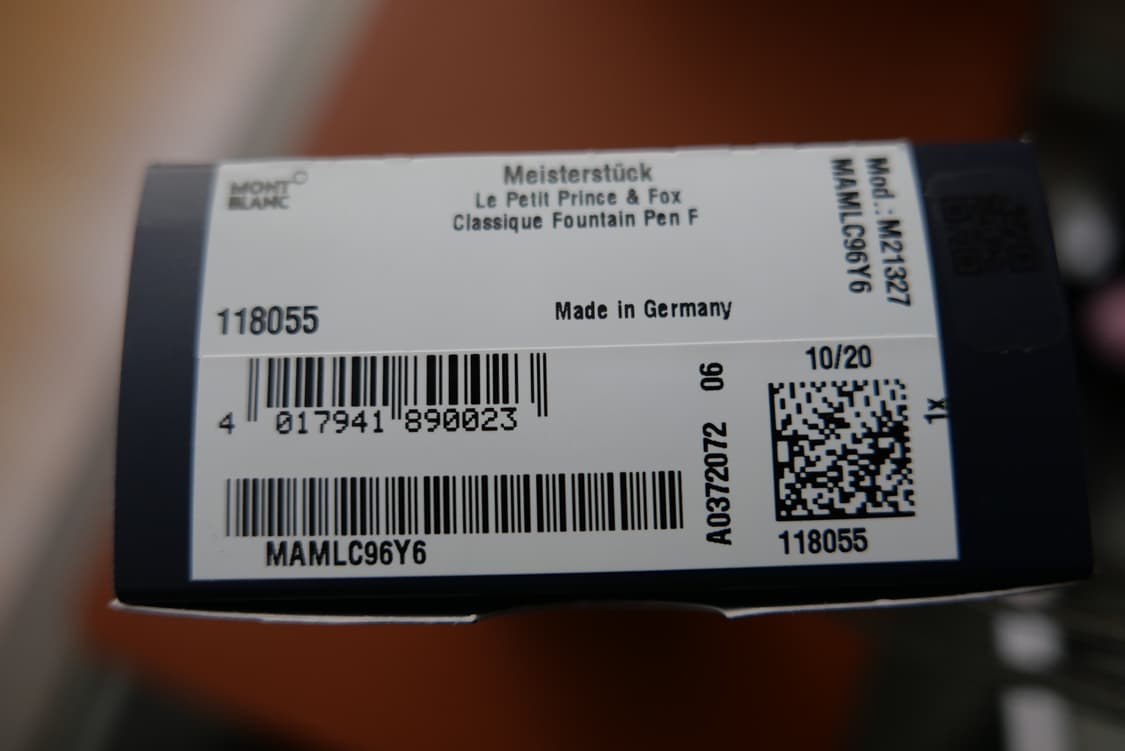 MONT
BLANC
Meisterstück
Le Petit Prince & Fox
Classique Fountain Pen F
Mod.: M21327
MAMLC96Y6
118055
Made in Germany
4 017941 890023
MAMLC96Y6
A0372072 06
10/20
1x
118055